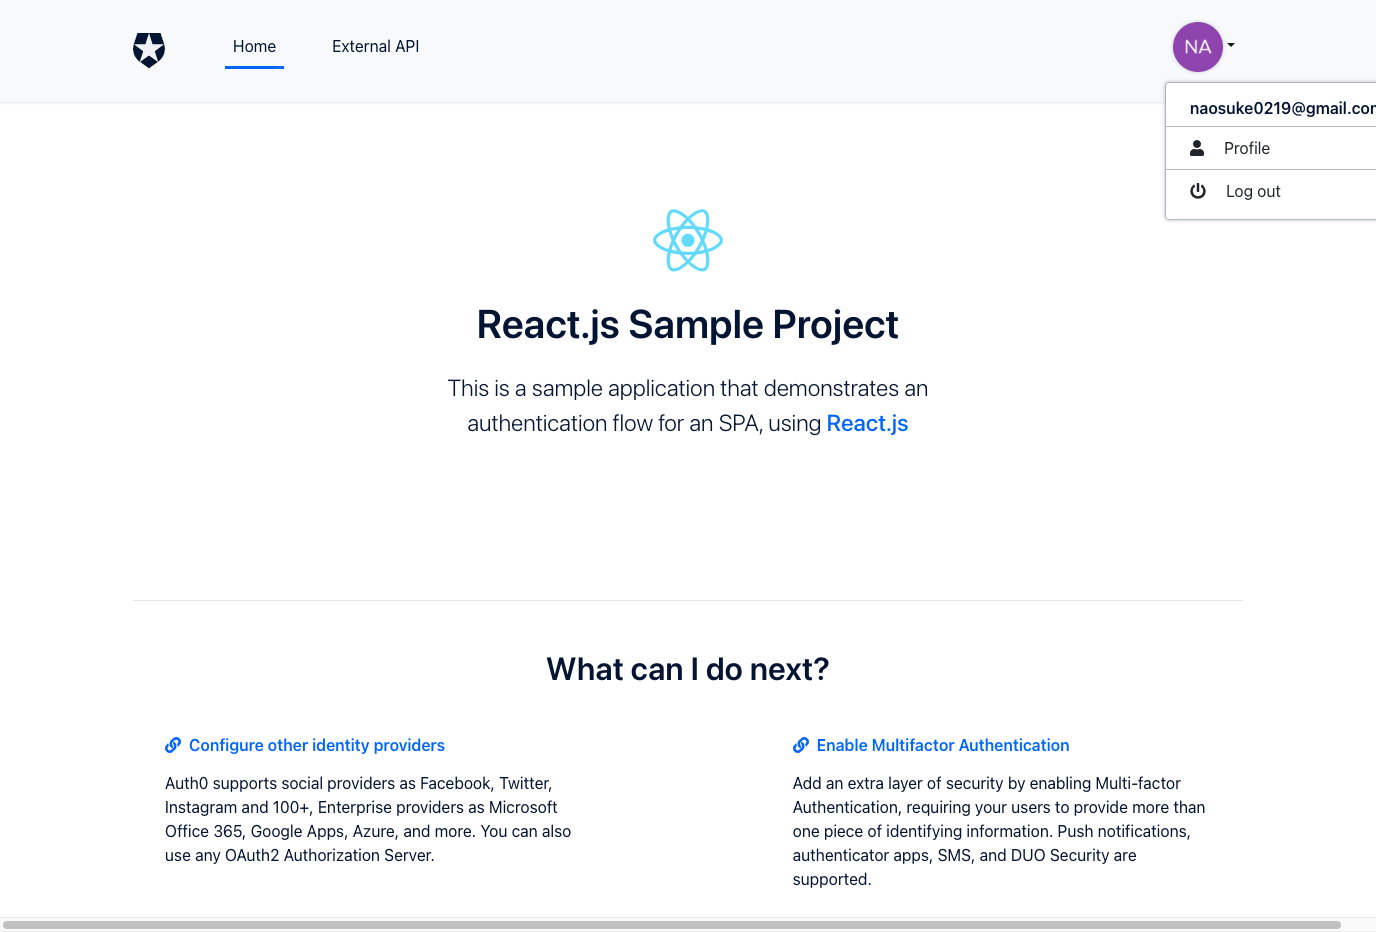 Home
External API
NA
naosuke0219@gmail.co
Profile
Log out
React.js Sample Project
This is a sample application that demonstrates an
authentication flow for an SPA, using React.js
What can I do next?
Configure other identity providers
Auth0 supports social providers as Facebook, Twitter,
Instagram and 100+, Enterprise providers as Microsoft
Office 365, Google Apps, Azure, and more. You can also
use any OAuth2 Authorization Server.
Enable Multifactor Authentication
Add an extra layer of security by enabling Multi-factor
Authentication, requiring your users to provide more than
one piece of identifying information. Push notifications,
authenticator apps, SMS, and DUO Security are
supported.